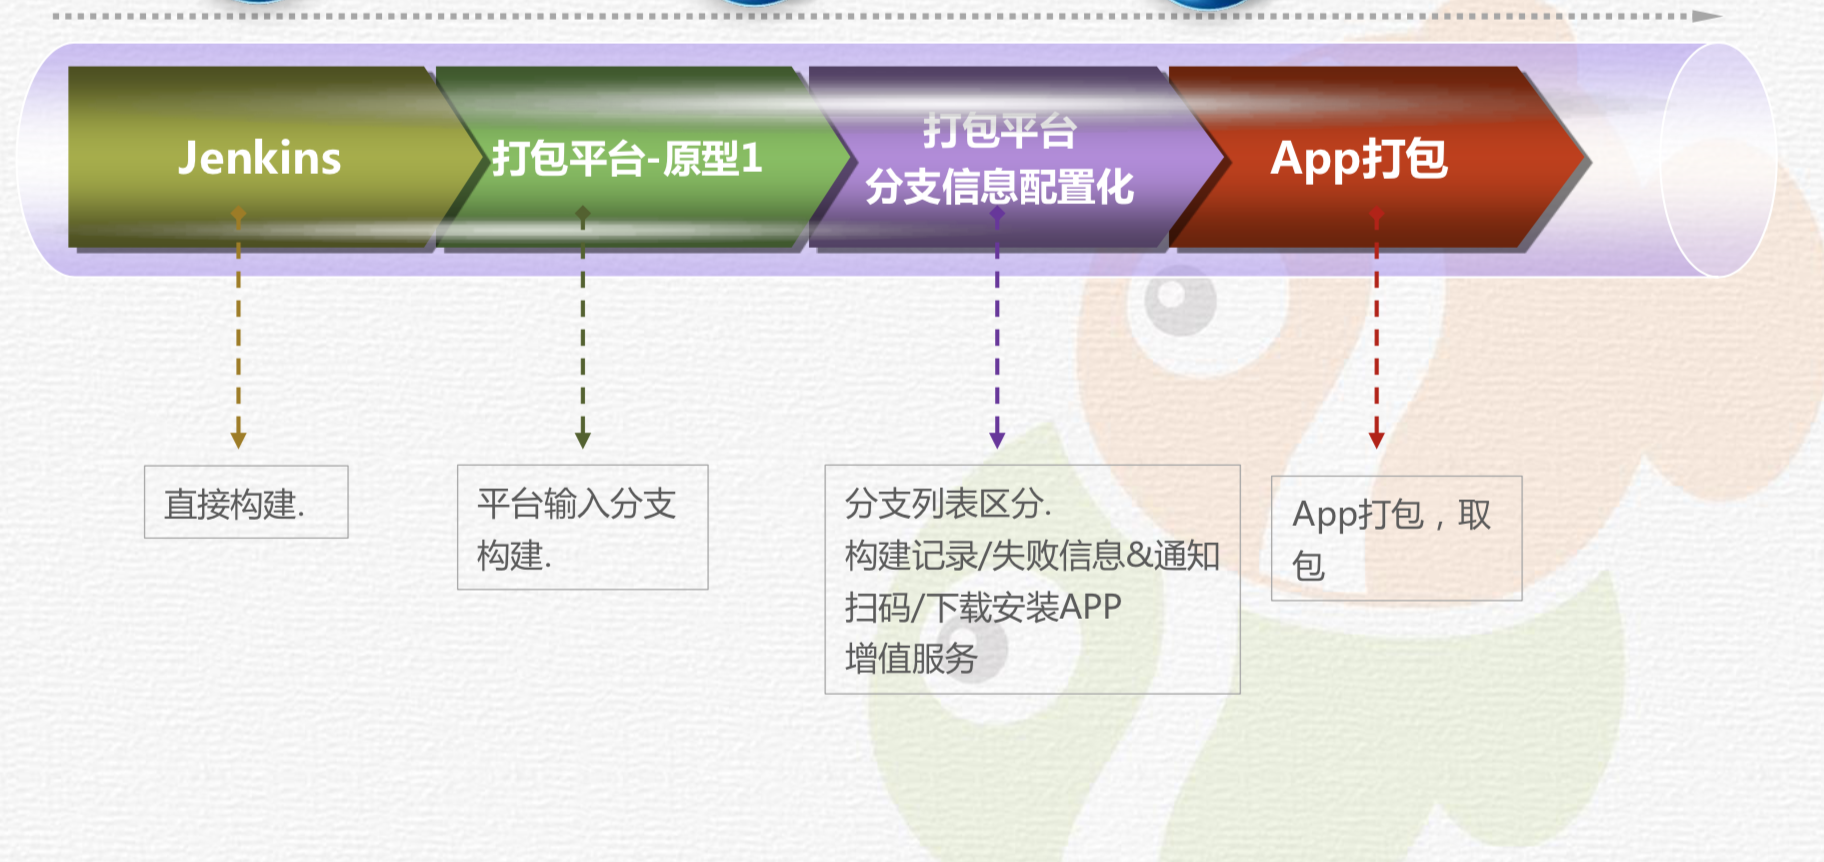 Jenkins
打包平台-原型1
打包平台
分支信息配置化
App打包
直接构建.
平台输入分支
构建.
分支列表区分.
构建记录/失败信息&通知
扫码/下载安装APP
增值服务
App打包，取
包